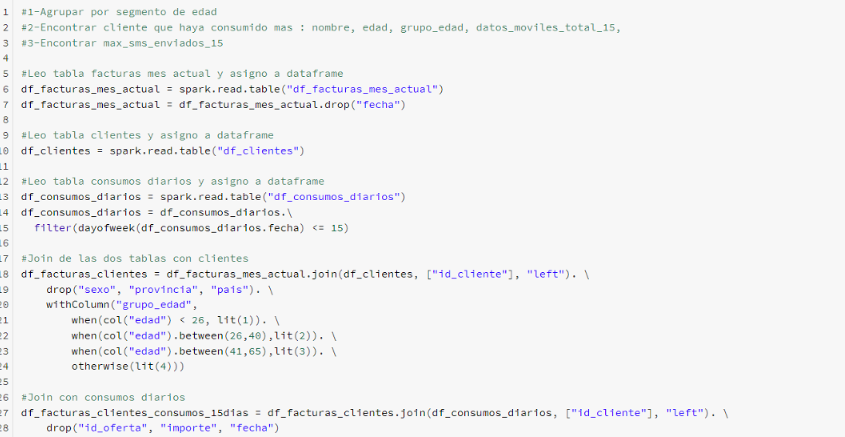 1 #1-Agrupar por segmento de edad
2 #2-Encontrar cliente que haya consumido mas : nombre, edad, grupo_edad, datos_moviles_total_15,
3 #3-Encontrar max_sms_enviados_15
4
5 #Leo tabla facturas mes actual y asigno a dataframe
6 df_facturas_mes_actual = spark.read.table("df_facturas_mes_actual")
7 df_facturas_mes_actual = df_facturas_mes_actual.drop("fecha")
8
9 #Leo tabla clientes y asigno a dataframe
10 df_clientes = spark.read.table("df_clientes")
11
12 #Leo tabla consumos diarios y asigno a dataframe
13 df_consumos_diarios = spark.read.table("df_consumos_diarios")
14 df_consumos_diarios = df_consumos_diarios.\
15   filter(dayofweek(df_consumos_diarios.fecha) <= 15)
16
17 #Join de las dos tablas con clientes
18 df_facturas_clientes = df_facturas_mes_actual.join(df_clientes, ["id_cliente"], "left"). \
19     drop("sexo", "provincia", "pais"). \
20     withColumn("grupo_edad",
21         when(col("edad") < 26, lit(1)). \
22         when(col("edad").between(26,40),lit(2)). \
23         when(col("edad").between(41,65),lit(3)). \
24         otherwise(lit(4)))
25
26 #Join con consumos diarios
27 df_facturas_clientes_consumos_15dias = df_facturas_clientes.join(df_consumos_diarios, ["id_cliente"], "left"). \
28     drop("id_oferta", "importe", "fecha")